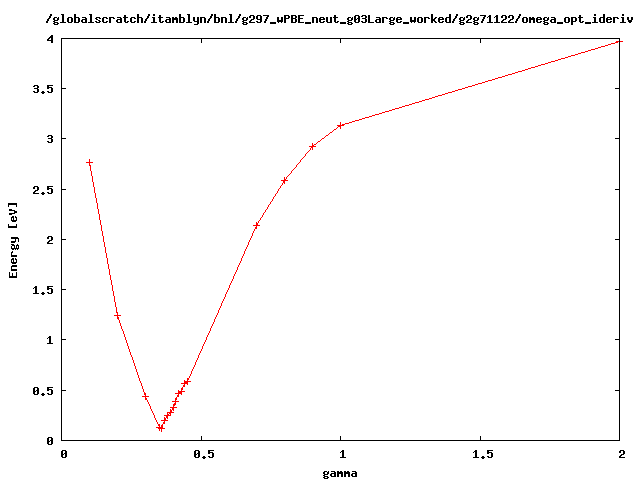 /globalscratch/itamblyn/bnl/g297_wPBE_neut_g03Large_worked/g2g71122/omega_opt_ideriv
4
3.5
3
2.5
2
1.5
1
0.5
0
Energy [eV]
0 0.5 1 1.5 2
gamma